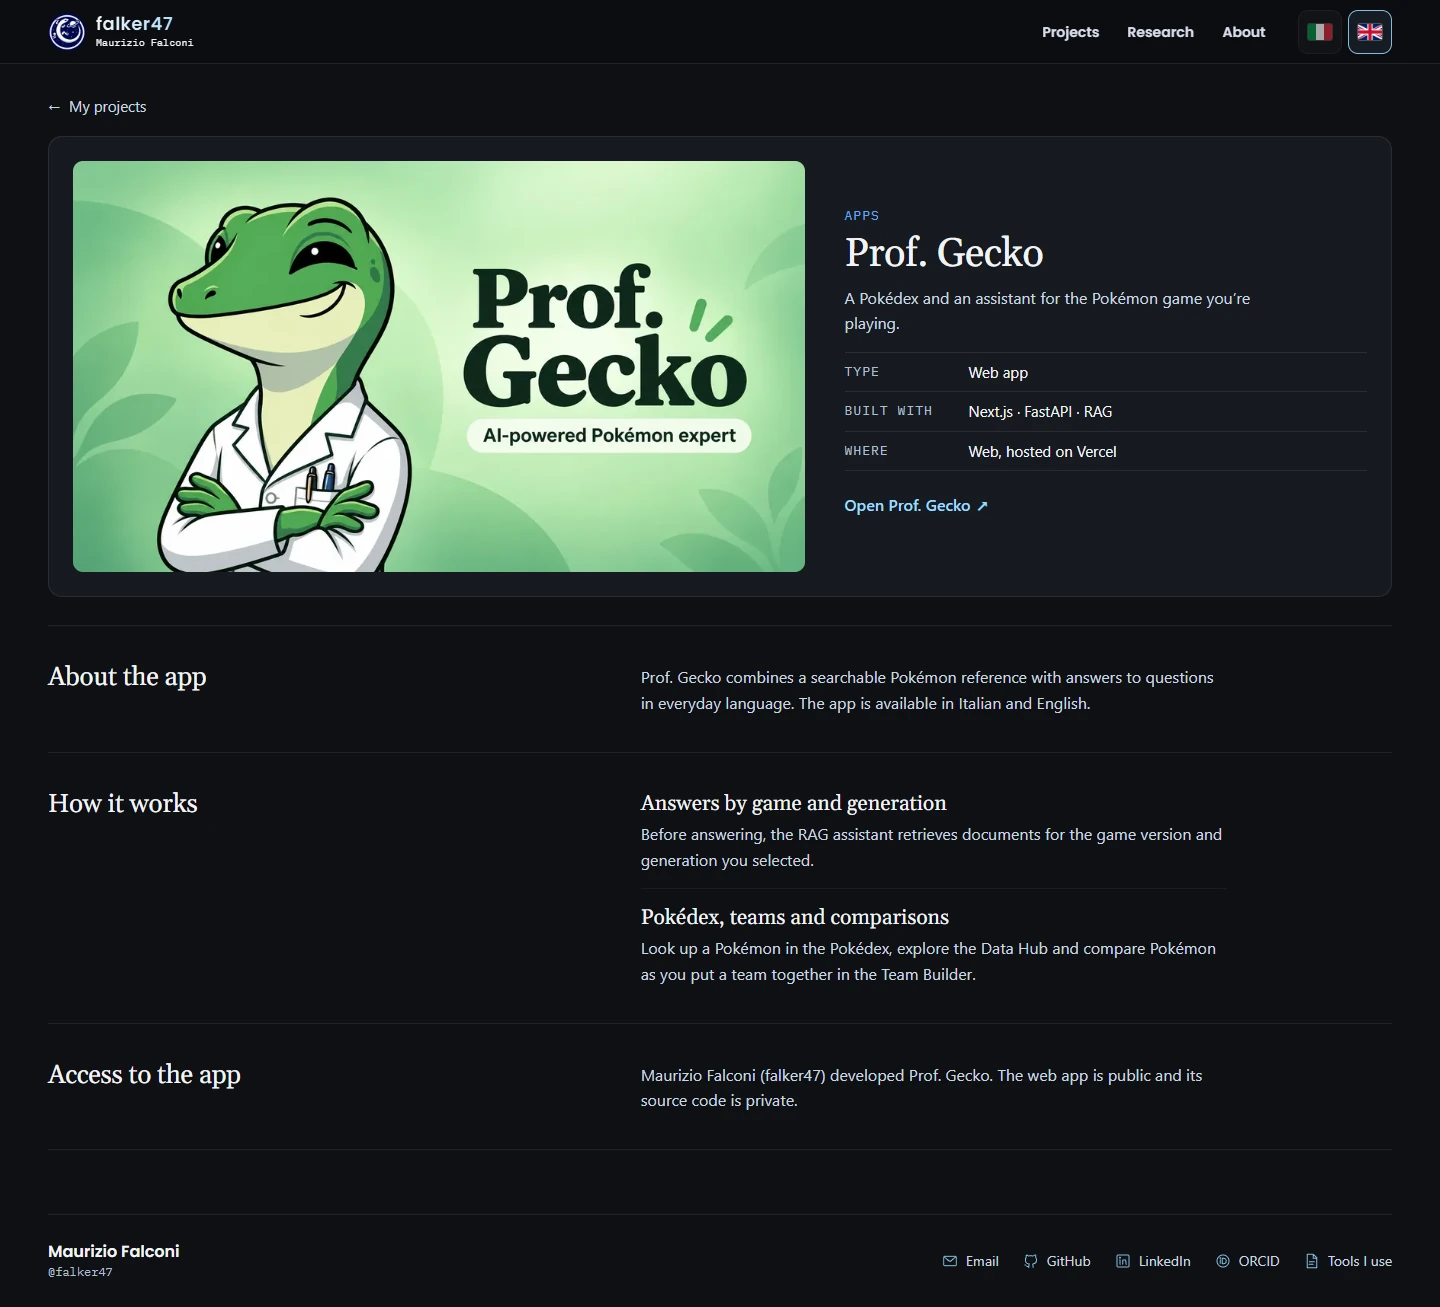 falker47
Maurizio Falconi
Projects
Research
About
← My projects
Prof.
Gecko
AI-powered Pokémon expert
APPS
Prof. Gecko
A Pokédex and an assistant for the Pokémon game you’re
playing.
TYPE Web app
BUILT WITH Next.js · FastAPI · RAG
WHERE Web, hosted on Vercel
Open Prof. Gecko ↗
About the app
Prof. Gecko combines a searchable Pokémon reference with answers to questions
in everyday language. The app is available in Italian and English.
How it works
Answers by game and generation
Before answering, the RAG assistant retrieves documents for the game version and
generation you selected.
Pokédex, teams and comparisons
Look up a Pokémon in the Pokédex, explore the Data Hub and compare Pokémon
as you put a team together in the Team Builder.
Access to the app
Maurizio Falconi (falker47) developed Prof. Gecko. The web app is public and its
source code is private.
Maurizio Falconi
@falker47
Email
GitHub
LinkedIn
ORCID
Tools I use